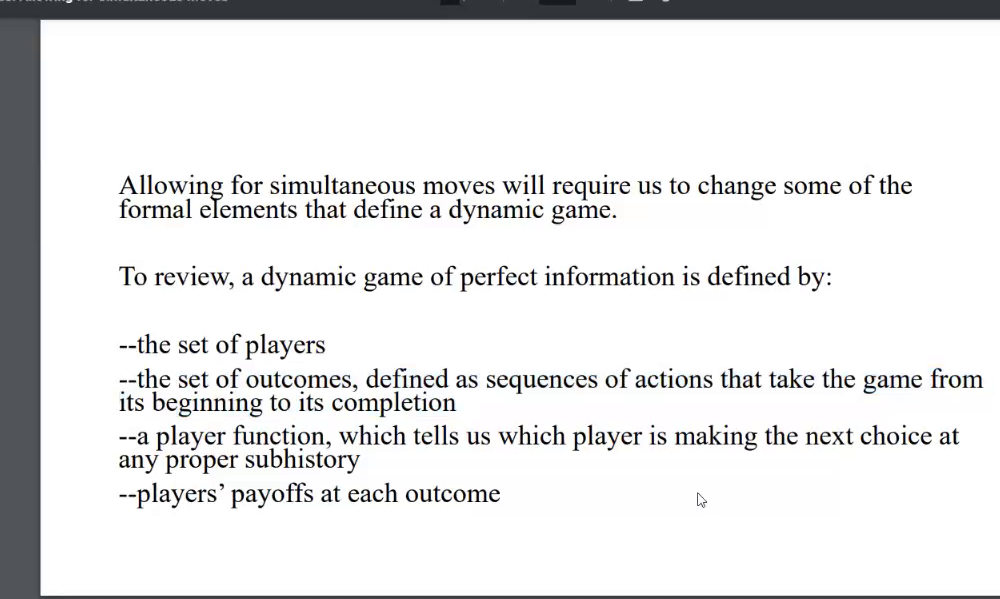 Allowing for simultaneous moves will require us to change some of the
formal elements that define a dynamic game.
To review, a dynamic game of perfect information is defined by:
--the set of players
--the set of outcomes, defined as sequences of actions that take the game from
its beginning to its completion
--a player function, which tells us which player is making the next choice at
any proper subhistory
--players’ payoffs at each outcome